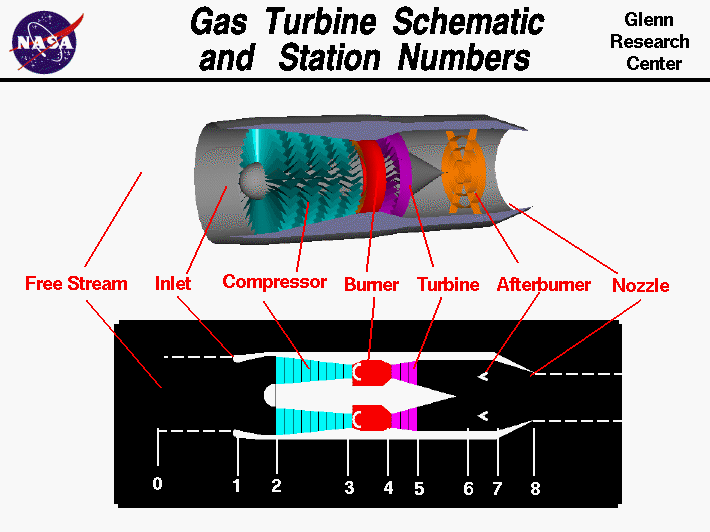 NASA
Gas Turbine Schematic
and Station Numbers
Glenn
Research
Center
Free Stream Inlet Compressor Burner Turbine Afterburner Nozzle
0 1 2 3 4 5 6 7 8